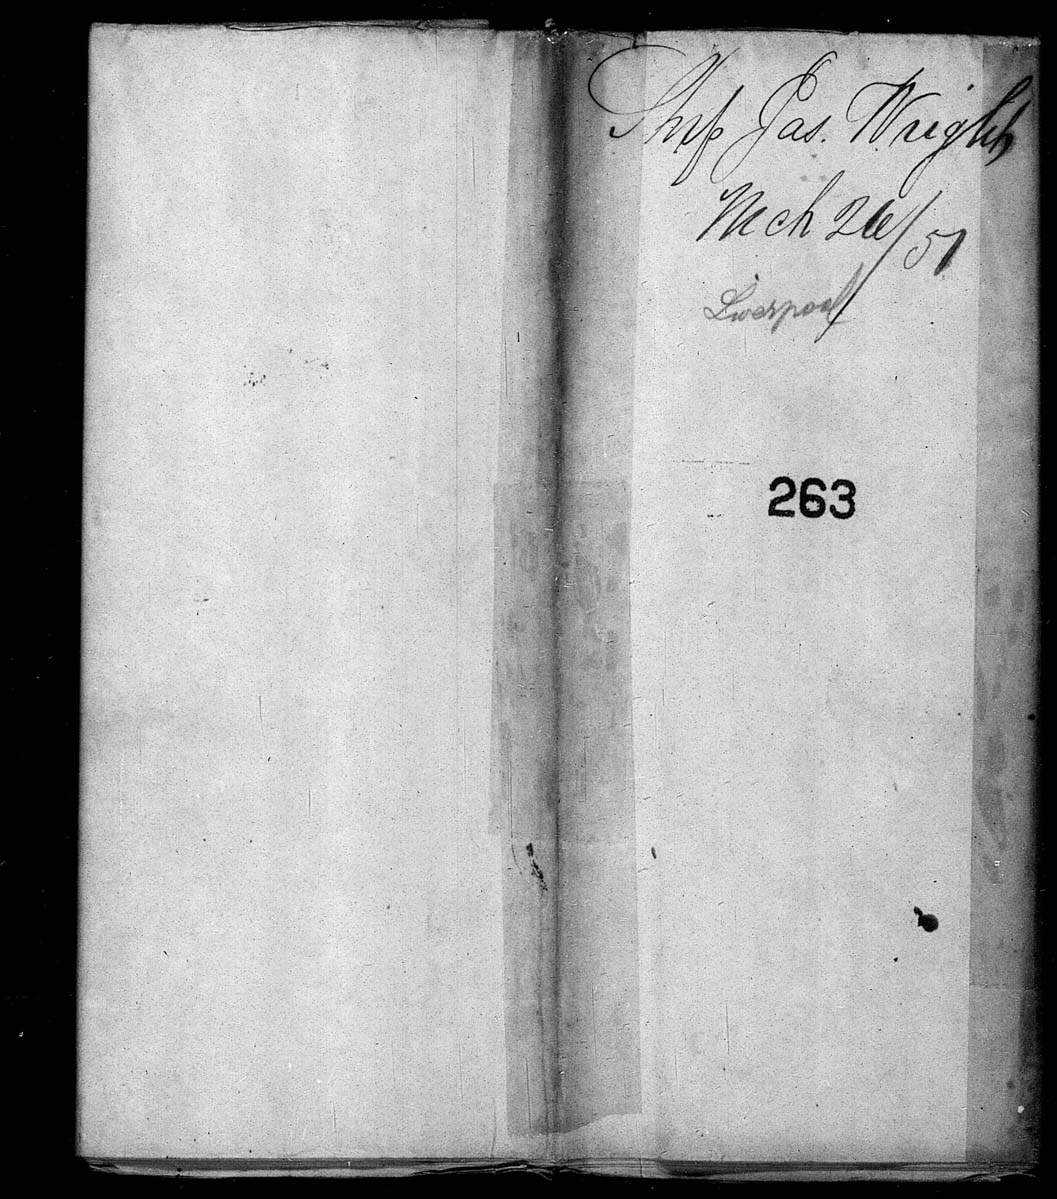 Ship Jas. Wright
Mch 26/51
Liverpool
263